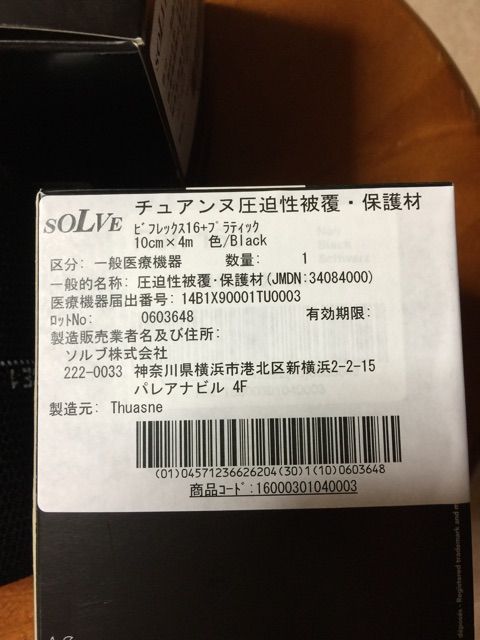 SOLVE チュアンヌ圧迫性被覆・保護材
ﾋﾞﾌﾚｯｸｽ16+ﾌﾟﾗﾃｨｯｸ
10cm×4m 色/Black
区分: 一般医療機器 数量: 1
一般的名称: 圧迫性被覆･保護材(JMDN:34084000)
医療機器届出番号: 14B1X90001TU0003
ﾛｯﾄNo: 0603648 有効期限:
製造販売業者名及び住所:
ソルブ株式会社
222-0033 神奈川県横浜市港北区新横浜2-2-15
パレアナビル 4F
製造元: Thuasne
(01)04571236626204(30)1(10)0603648
商品ｺｰﾄﾞ:16000301040003
- Registered trademark and